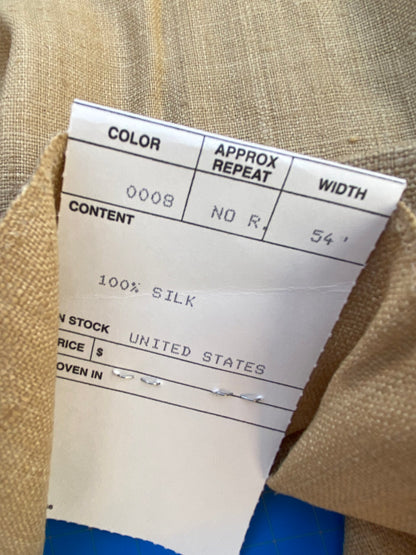 COLOR APPROX REPEAT WIDTH
0008 NO R. 54'
CONTENT
100% SILK
N STOCK
UNITED STATES
RICE $
OVEN IN